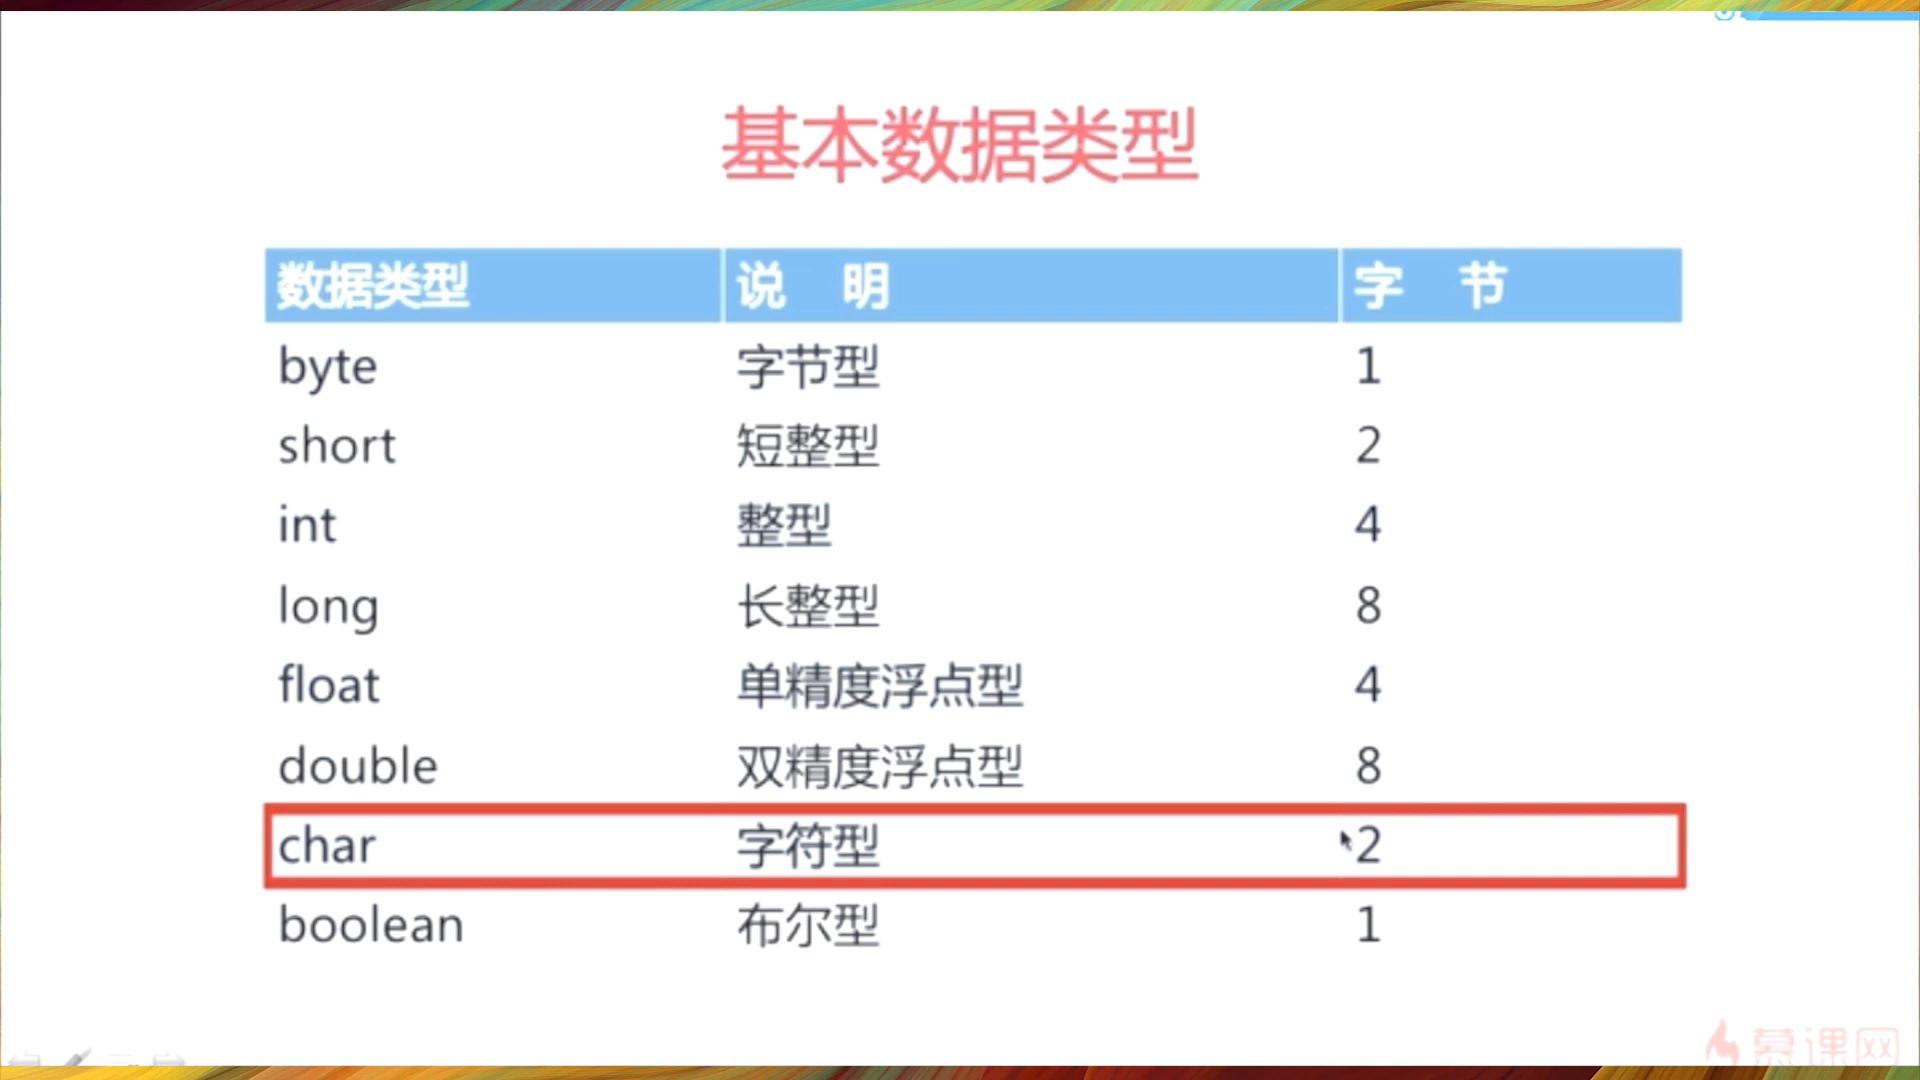 基本数据类型
数据类型 说 明 字 节
byte 字节型 1
short 短整型 2
int 整型 4
long 长整型 8
float 单精度浮点型 4
double 双精度浮点型 8
char 字符型 2
boolean 布尔型 1
慕课网